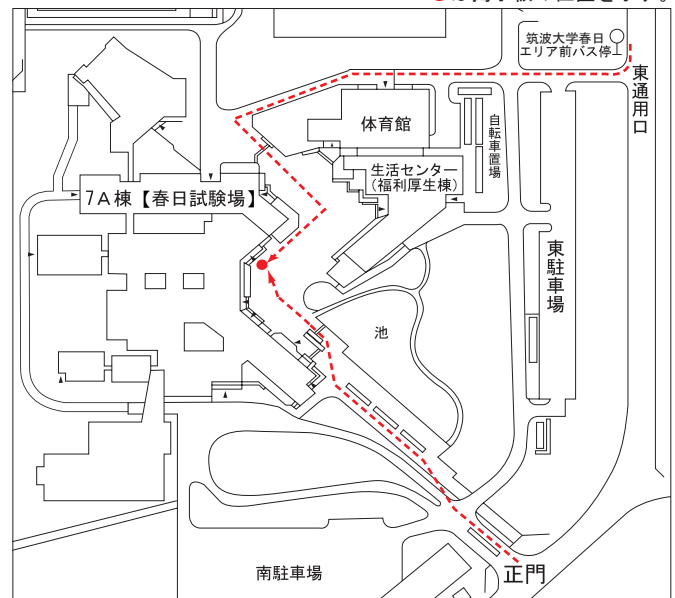 筑波大学春日
エリア前バス停
東通用口
体育館
自転車置場
生活センター
(福利厚生棟)
7A棟【春日試験場】
東駐車場
池
南駐車場
正門